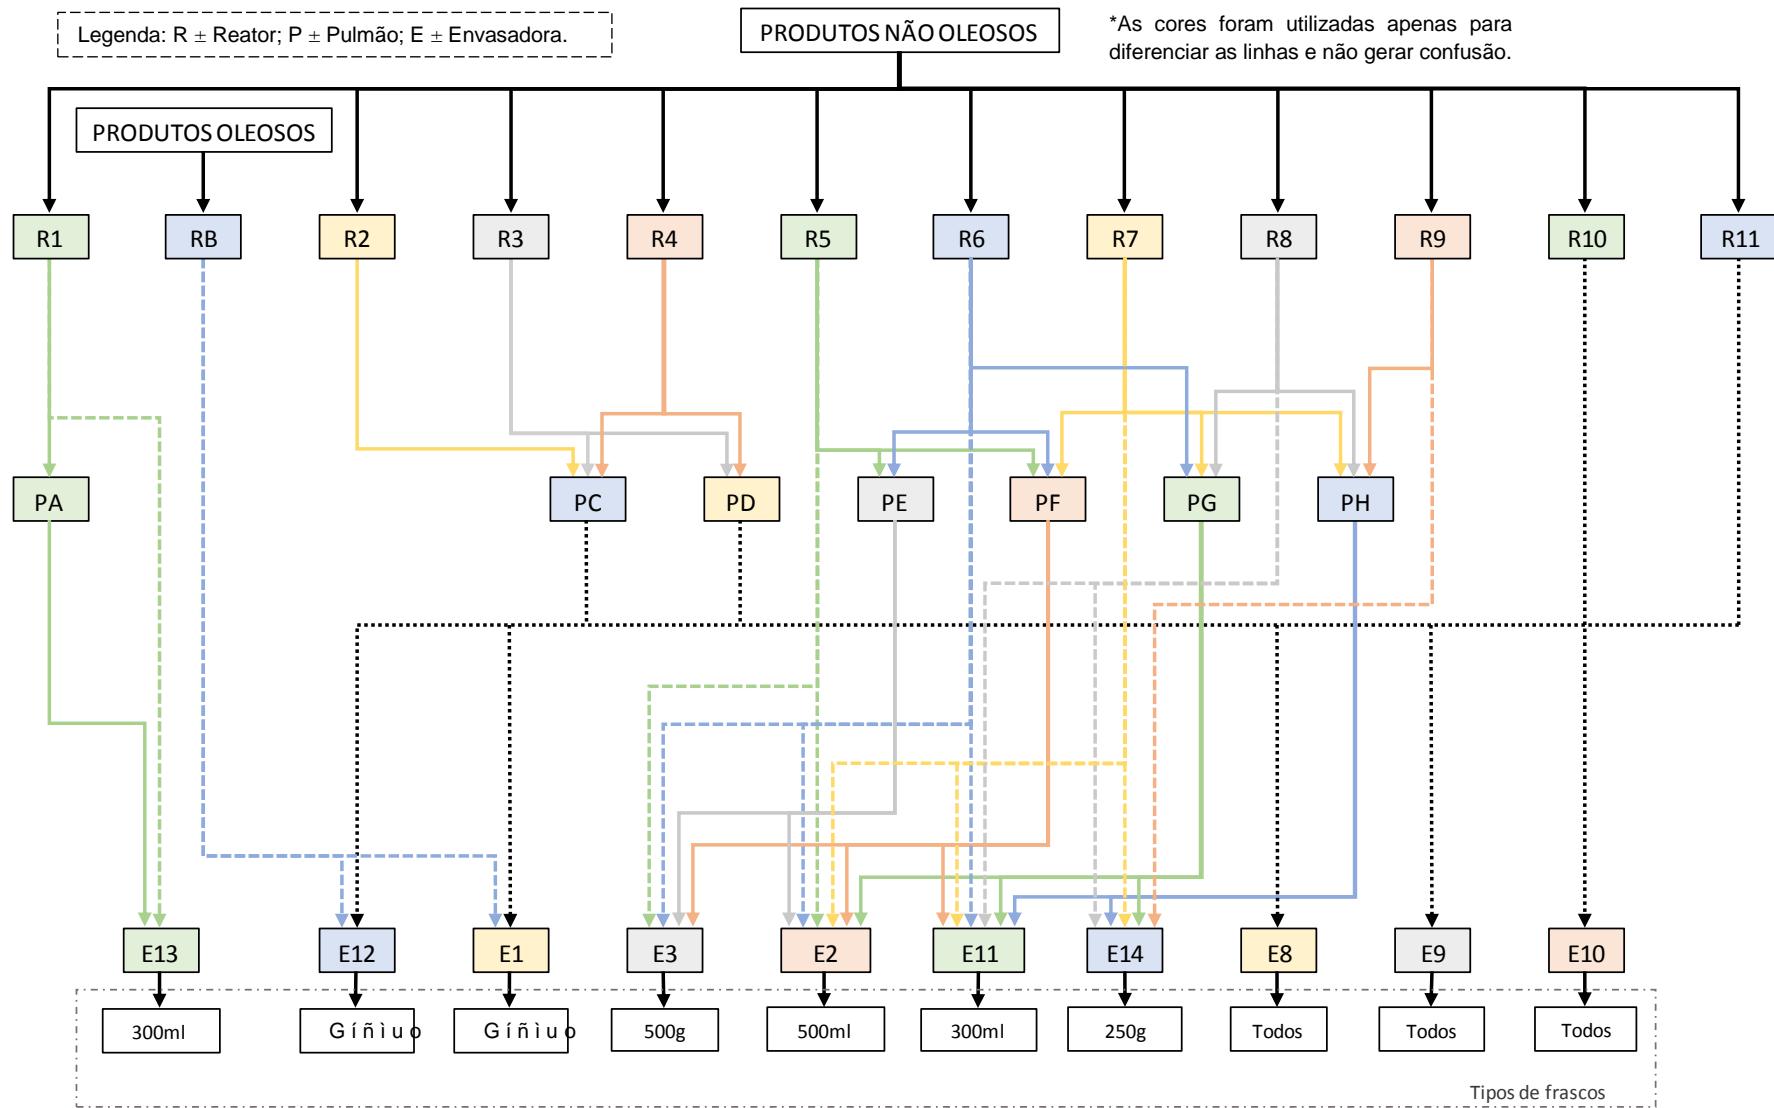 Legenda: R ± Reator; P ± Pulmão; E ± Envasadora.
PRODUTOS NÃO OLEOSOS
*As cores foram utilizadas apenas para
diferenciar as linhas e não gerar confusão.
PRODUTOS OLEOSOS
R1
RB
R2
R3
R4
R5
R6
R7
R8
R9
R10
R11
PA
PC
PD
PE
PF
PG
PH
E13
E12
E1
E3
E2
E11
E14
E8
E9
E10
300ml
500g
500ml
300ml
250g
Todos
Todos
Todos
Tipos de frascos